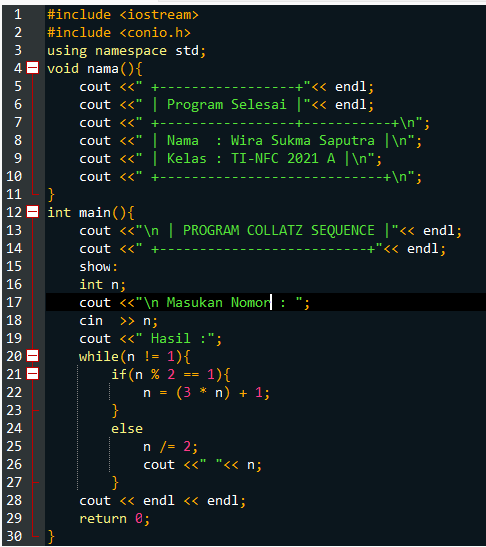 1 #include <iostream>
2 #include <conio.h>
3 using namespace std;
4 void nama(){
5 cout <<" +-----------------+"<< endl;
6 cout <<" | Program Selesai |"<< endl;
7 cout <<" +-----------------+-----------+\n";
8 cout <<" | Nama  : Wira Sukma Saputra |\n";
9 cout <<" | Kelas : TI-NFC 2021 A |\n";
10 cout <<" +----------------------------+\n";
11 }
12 int main(){
13 cout <<"\n | PROGRAM COLLATZ SEQUENCE |"<< endl;
14 cout <<" +--------------------------+"<< endl;
15 show:
16 int n;
17 cout <<"\n Masukan Nomor : ";
18 cin  >> n;
19 cout <<" Hasil :";
20 while(n != 1){
21 if(n % 2 == 1){
22 n = (3 * n) + 1;
23 }
24 else
25 n /= 2;
26 cout <<" "<< n;
27 }
28 cout << endl << endl;
29 return 0;
30 }